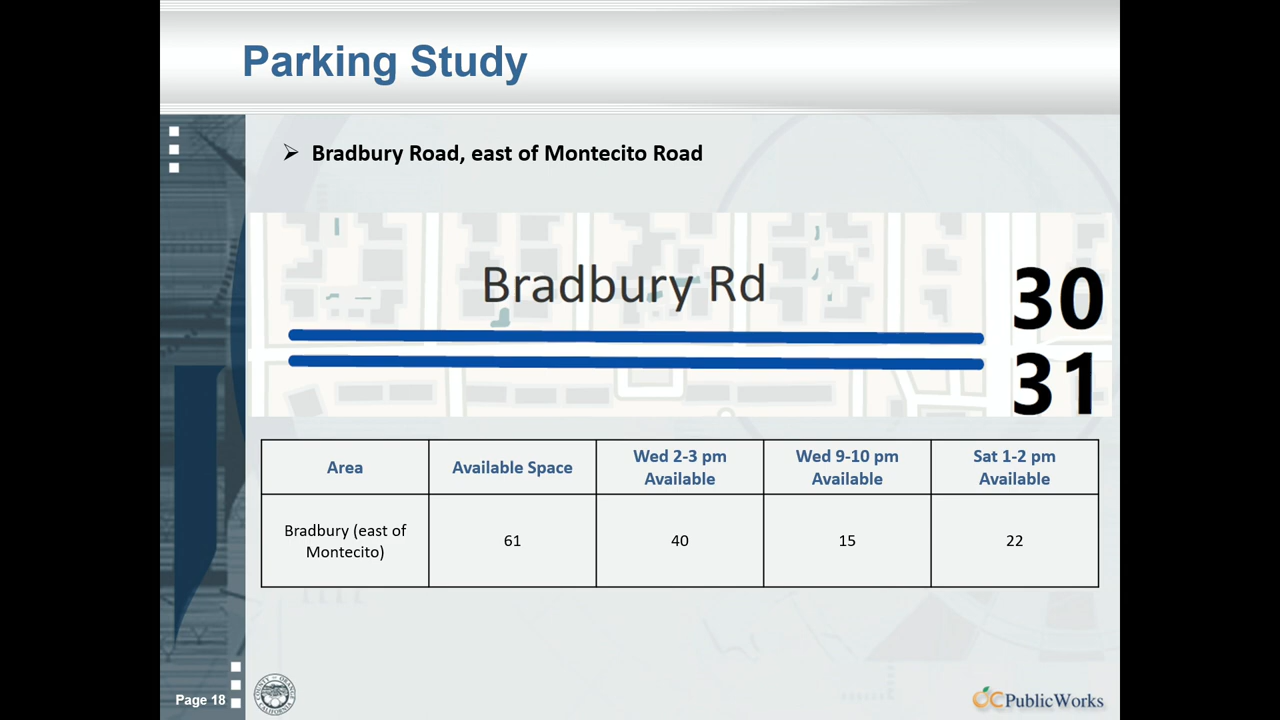 Parking Study
➢ Bradbury Road, east of Montecito Road
Bradbury Rd
30
31
Area
Available Space
Wed 2-3 pm
Available
Wed 9-10 pm
Available
Sat 1-2 pm
Available
Bradbury (east of
Montecito)
61
40
15
22
Page 18
OCPublicWorks